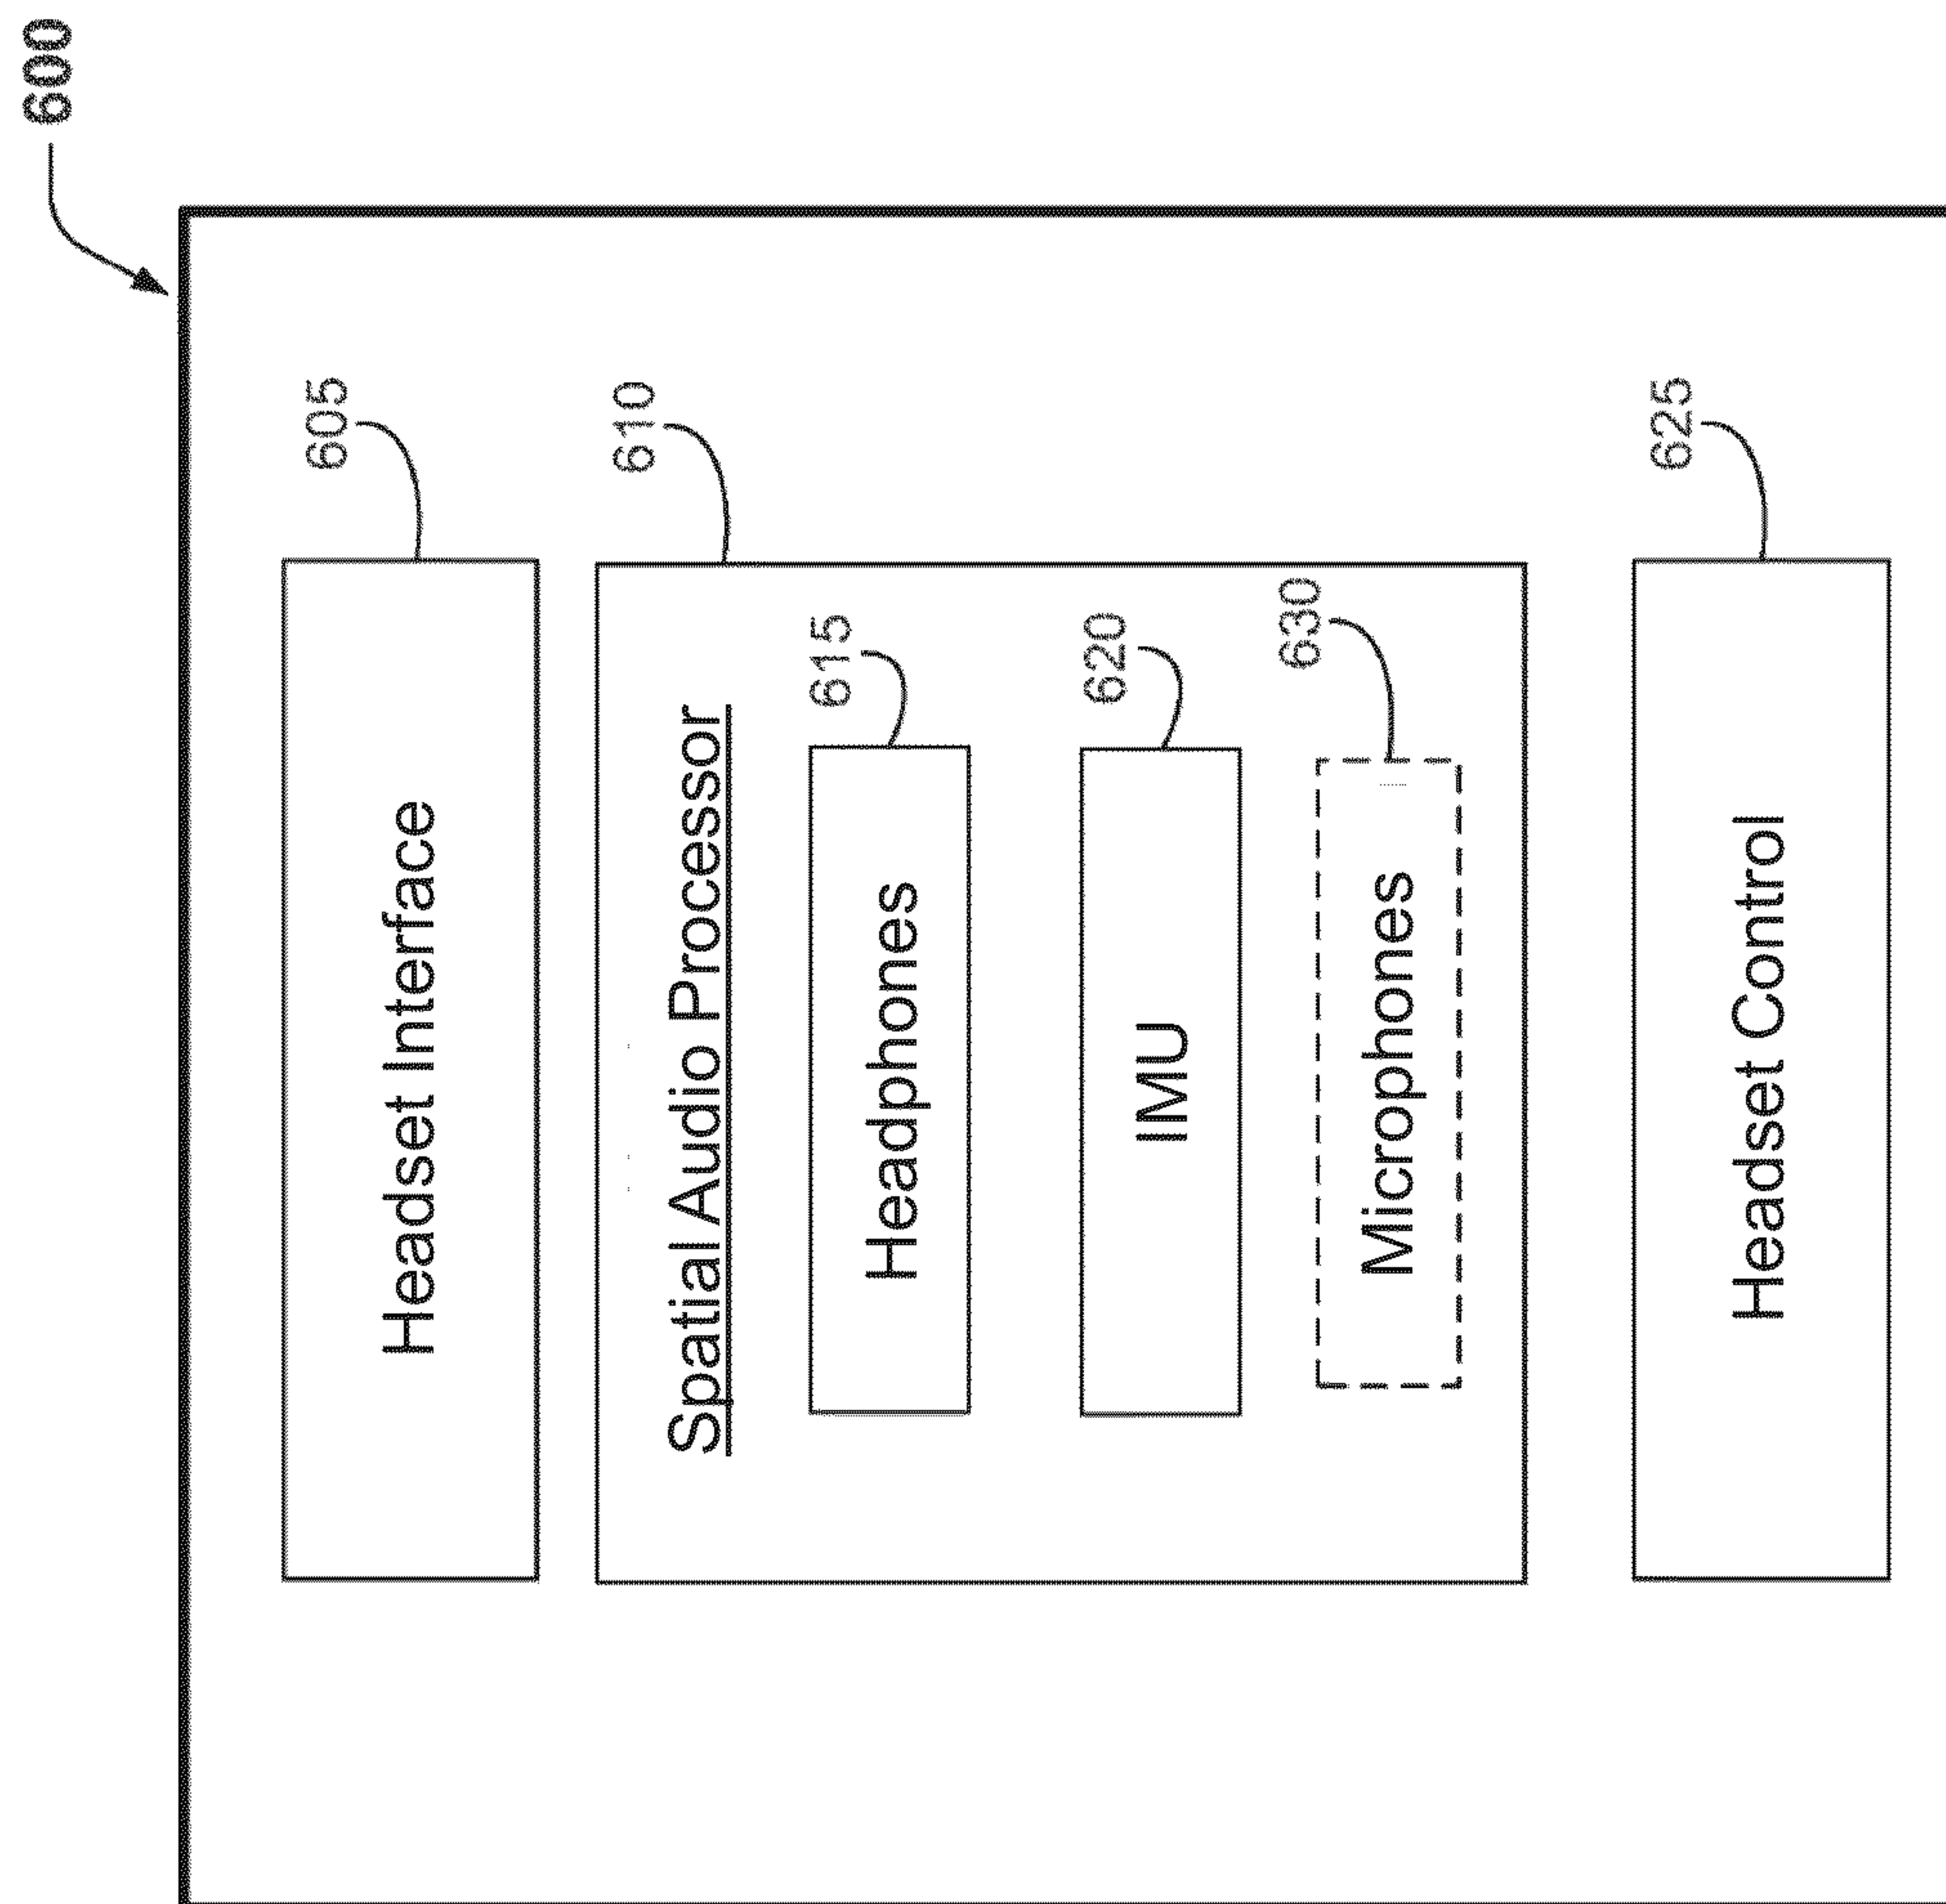 600
605
Headset Interface
610
Spatial Audio Processor
615
Headphones
620
IMU
630
Microphones
625
Headset Control